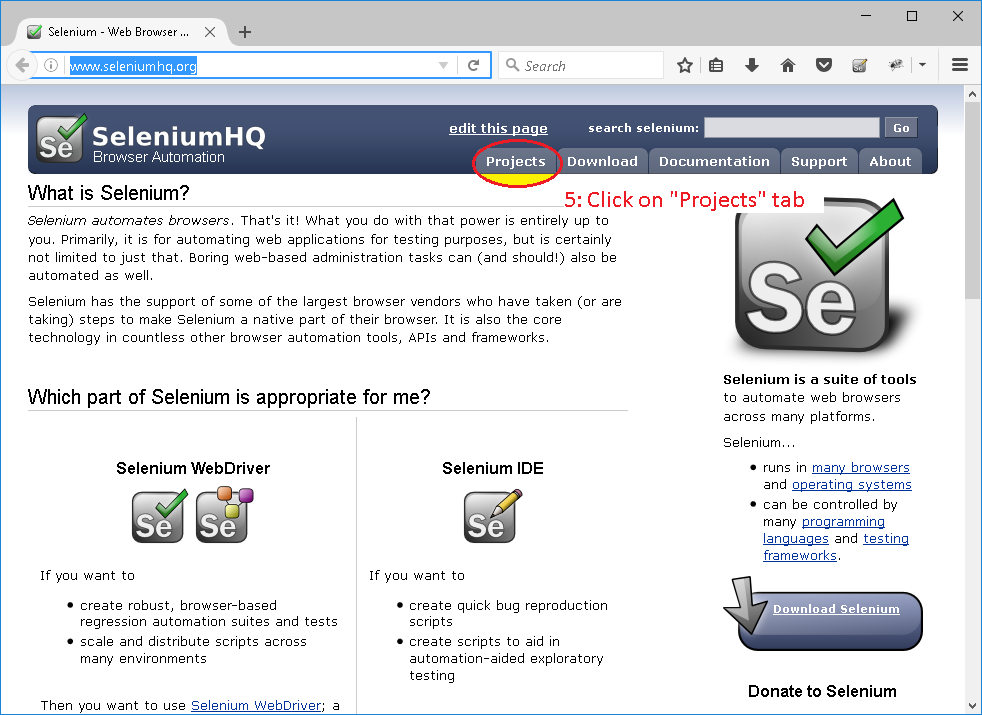 Selenium - Web Browser ...
www.seleniumhq.org
Search
Se
SeleniumHQ
Browser Automation
edit this page
search selenium:
Go
Projects
Download
Documentation
Support
About
5: Click on "Projects" tab
What is Selenium?
Selenium automates browsers. That's it! What you do with that power is entirely up to
you. Primarily, it is for automating web applications for testing purposes, but is certainly
not limited to just that. Boring web-based administration tasks can (and should!) also be
automated as well.
Selenium has the support of some of the largest browser vendors who have taken (or are
taking) steps to make Selenium a native part of their browser. It is also the core
technology in countless other browser automation tools, APIs and frameworks.
Which part of Selenium is appropriate for me?
Selenium WebDriver
Se
Se
If you want to
create robust, browser-based
regression automation suites and tests
scale and distribute scripts across
many environments
Then you want to use Selenium WebDriver; a
Selenium IDE
Se
If you want to
create quick bug reproduction
scripts
create scripts to aid in
automation-aided exploratory
testing
Se
Selenium is a suite of tools
to automate web browsers
across many platforms.
Selenium...
runs in many browsers
and operating systems
can be controlled by
many programming
languages and testing
frameworks.
Download Selenium
Donate to Selenium